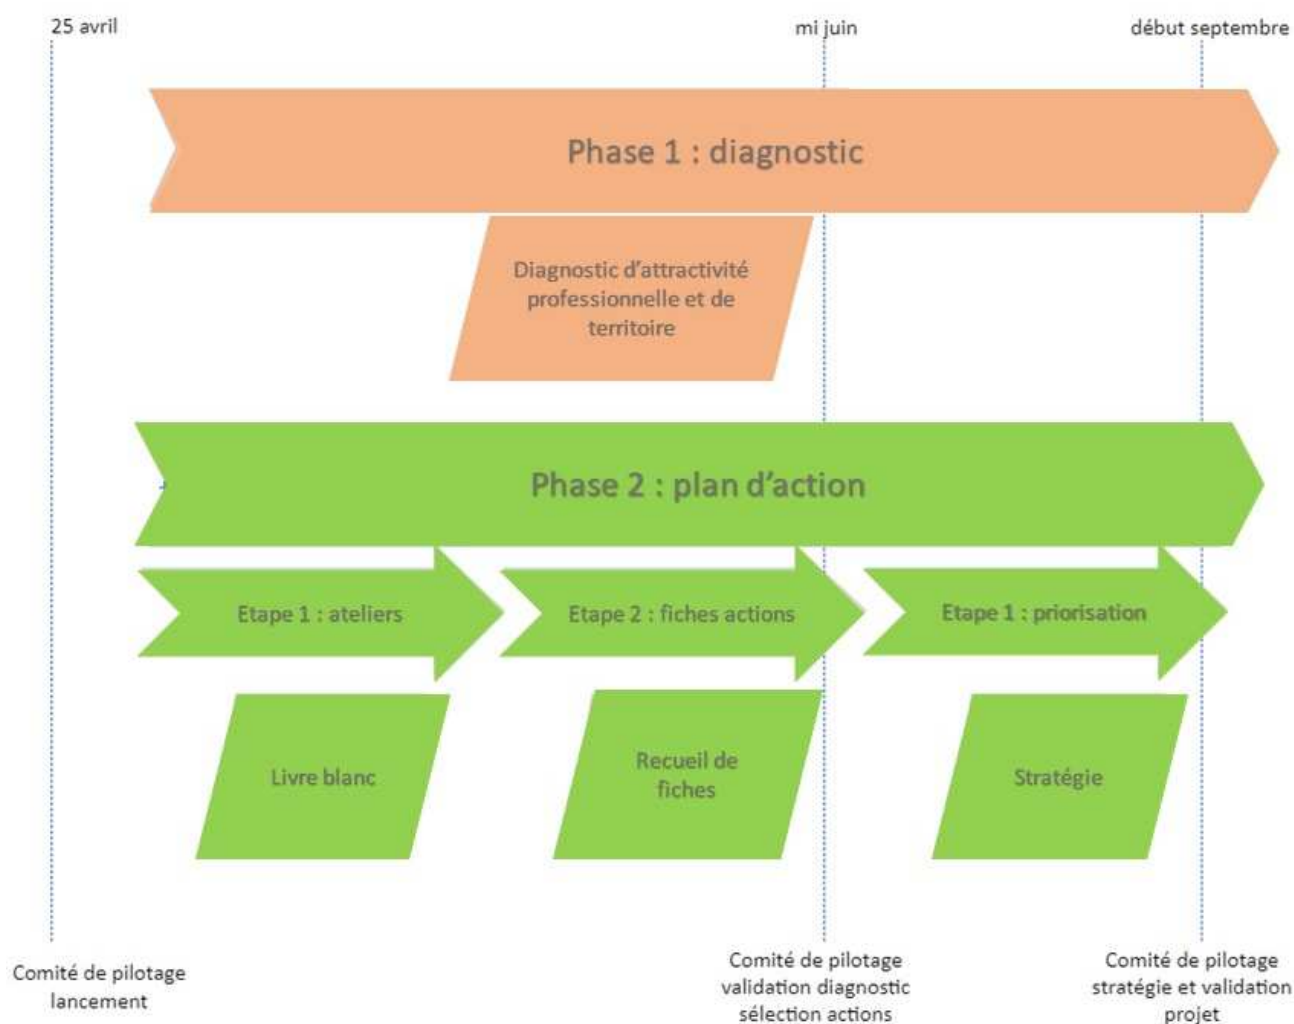 25 avril
mi juin
début septembre
Phase 1 : diagnostic
Diagnostic d'attractivité
professionnelle et de
territoire
Phase 2 : plan d'action
Etape 1 : ateliers
Etape 2 : fiches actions
Etape 1 : priorisation
Livre blanc
Recueil de
fiches
Stratégie
Comité de pilotage
lancement
Comité de pilotage
validation diagnostic
sélection actions
Comité de pilotage
stratégie et validation
projet